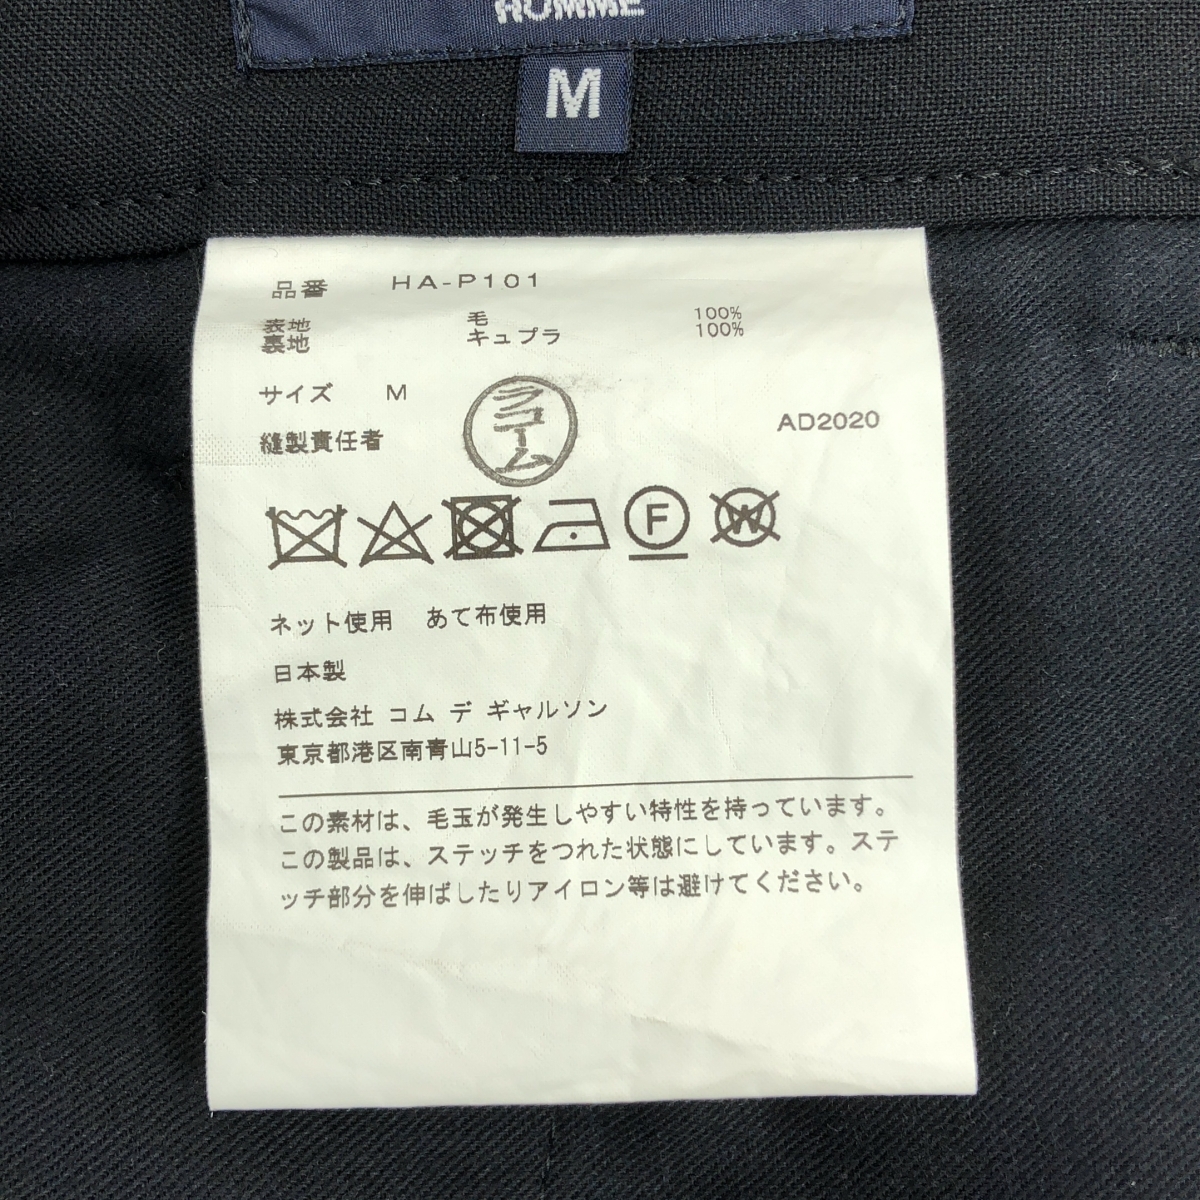 HOMME
M
品番 HA-P101
表地 毛 100%
裏地 キュプラ 100%
サイズ M
ラコーム
縫製責任者
AD2020
F W
ネット使用 あて布使用
日本製
株式会社 コム デ ギャルソン
東京都港区南青山5-11-5
この素材は、毛玉が発生しやすい特性を持っています。
この製品は、ステッチをつれた状態にしています。ステ
ッチ部分を伸ばしたりアイロン等は避けてください。